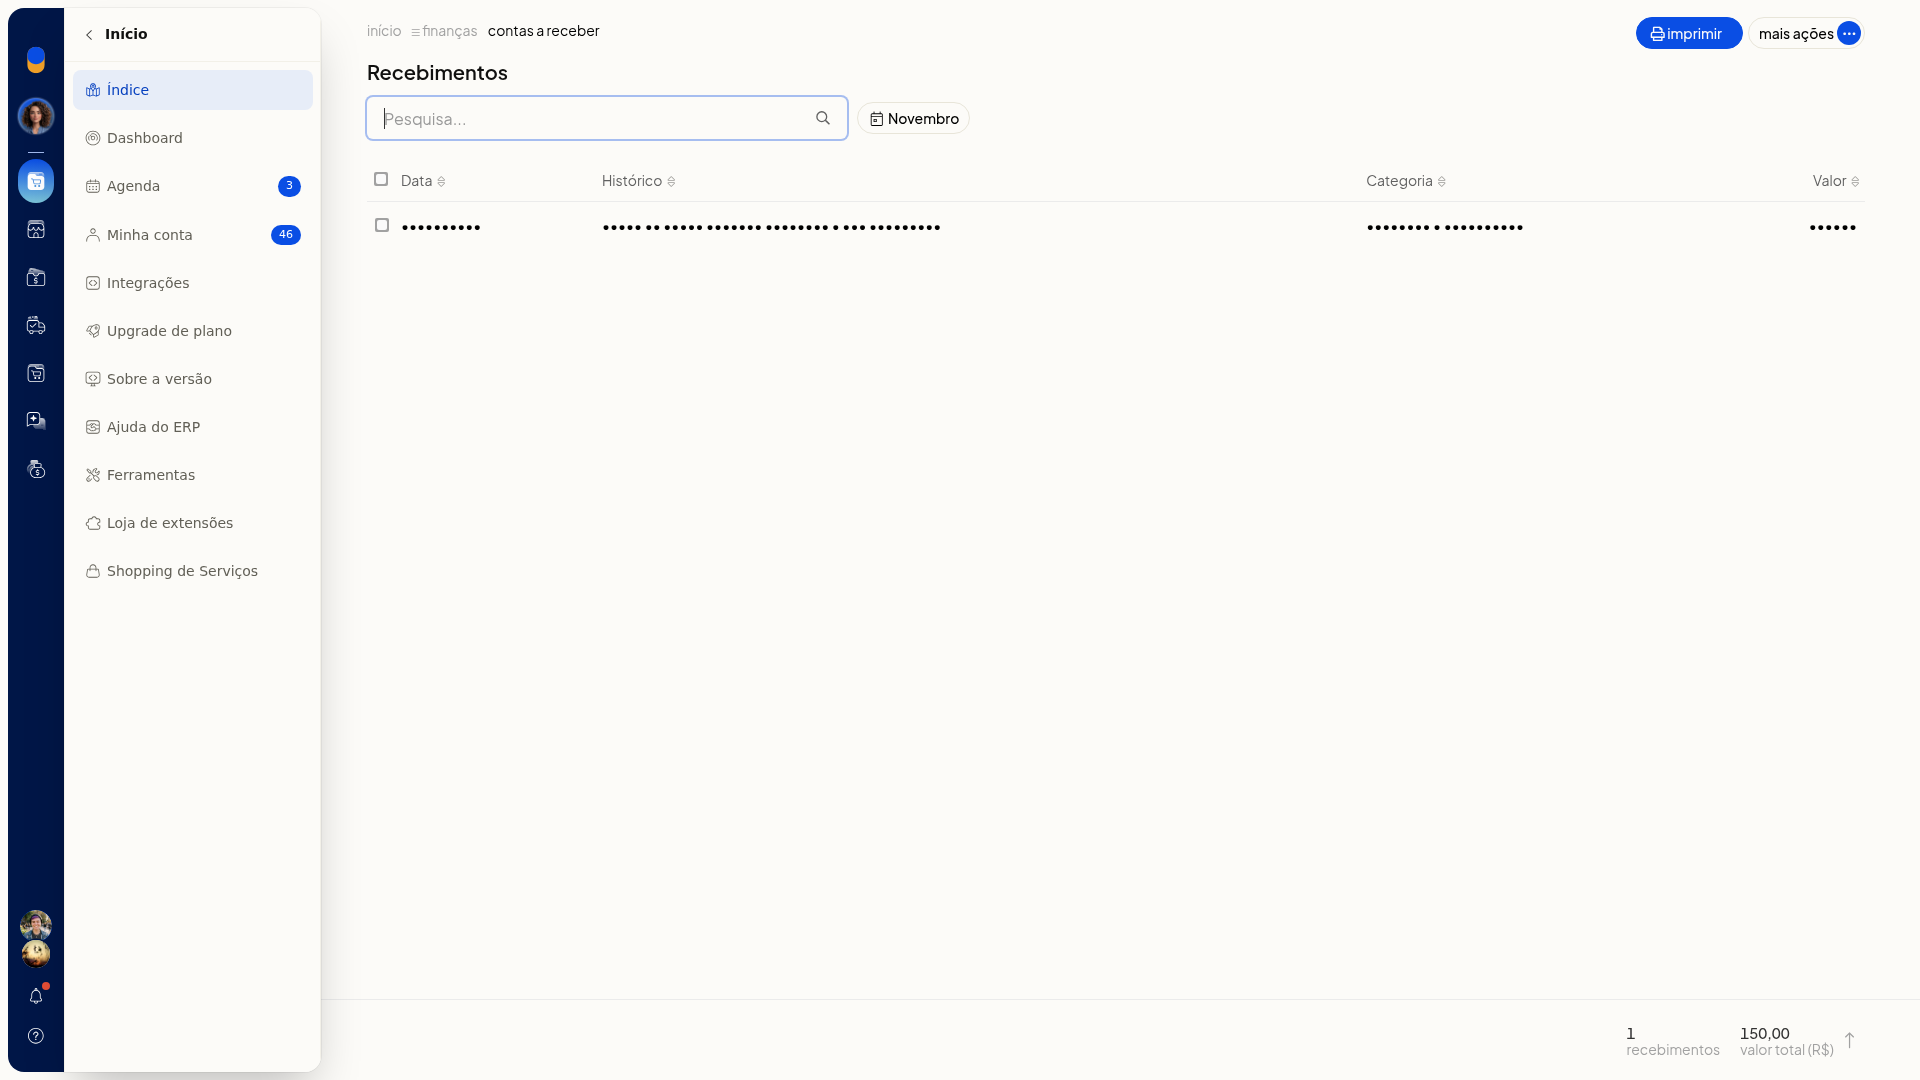 Início
Índice
Dashboard
Agenda 3
Minha conta 46
Integrações
Upgrade de plano
Sobre a versão
Ajuda do ERP
Ferramentas
Loja de extensões
Shopping de Serviços
início finanças contas a receber
imprimir mais ações
Recebimentos
Pesquisa... Novembro
Data Histórico Categoria Valor
•••••••••• ••••• •• ••••• ••••••• •••••••• • ••• ••••••••• •••••••• • •••••••••• ••••••
1 150,00
recebimentos valor total (R$)